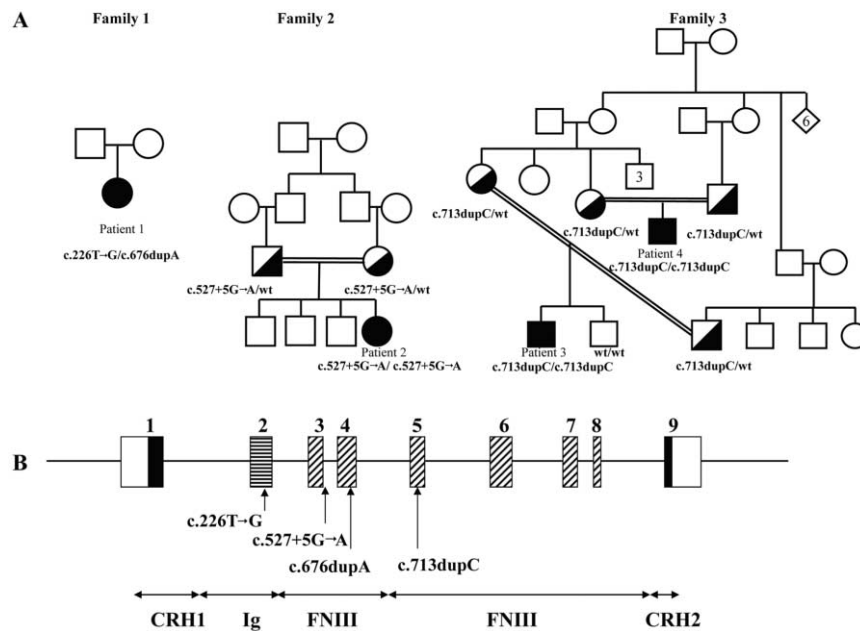 A
Family 1
Family 2
Family 3
Patient 1
c.226T→G/c.676dupA
c.527+5G→A/wt
c.527+5G→A/wt
Patient 2
c.527+5G→A/ c.527+5G→A
6
3
c.713dupC/wt
c.713dupC/wt
c.713dupC/wt
Patient 4
c.713dupC/c.713dupC
Patient 3
wt/wt
c.713dupC/c.713dupC
c.713dupC/wt
B
1 2 3 4 5 6 7 8 9
c.226T→G
c.527+5G→A
c.676dupA
c.713dupC
CRH1 Ig FNIII FNIII CRH2